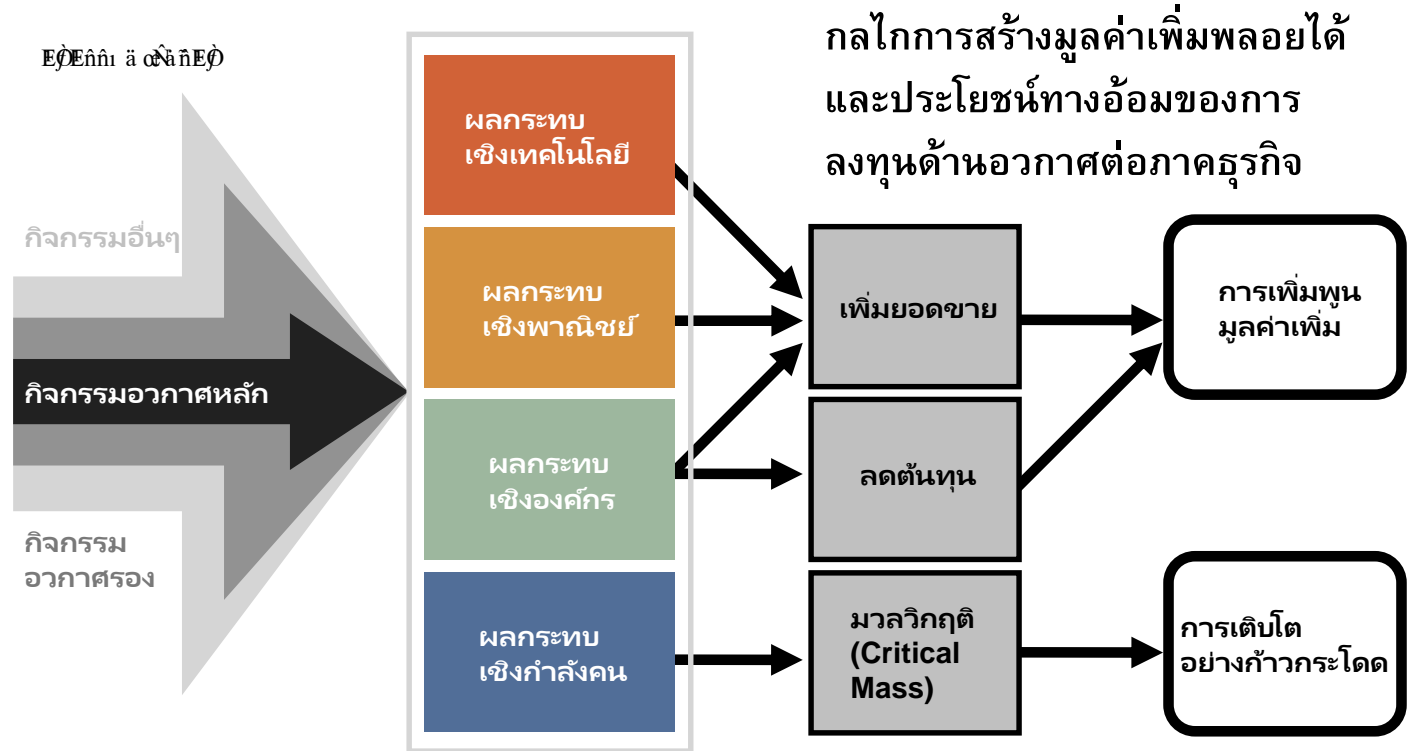 กลไกการสร้างมูลค่าเพิ่มพลอยได้
และประโยชน์ทางอ้อมของการ
ลงทุนด้านอวกาศต่อภาคธุรกิจ
กิจกรรมอื่นๆ
กิจกรรมอวกาศหลัก
กิจกรรม
อวกาศรอง
ผลกระทบ
เชิงเทคโนโลยี
ผลกระทบ
เชิงพาณิชย์
ผลกระทบ
เชิงองค์กร
ผลกระทบ
เชิงกำลังคน
เพิ่มยอดขาย
ลดต้นทุน
มวลวิกฤติ
(Critical
Mass)
การเพิ่มพูน
มูลค่าเพิ่ม
การเติบโต
อย่างก้าวกระโดด